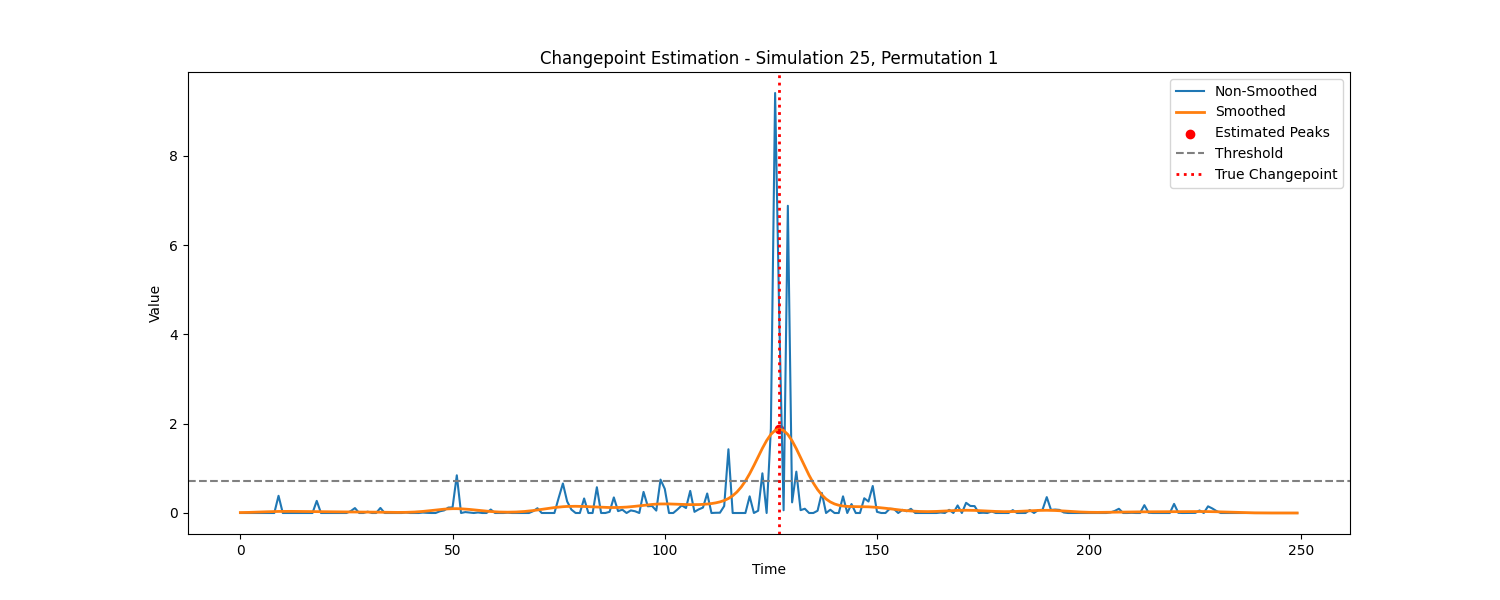 Changepoint Estimation - Simulation 25, Permutation 1
Non-Smoothed
Smoothed
Estimated Peaks
Threshold
True Changepoint
Value
8
6
4
2
0
0 50 100 150 200 250
Time